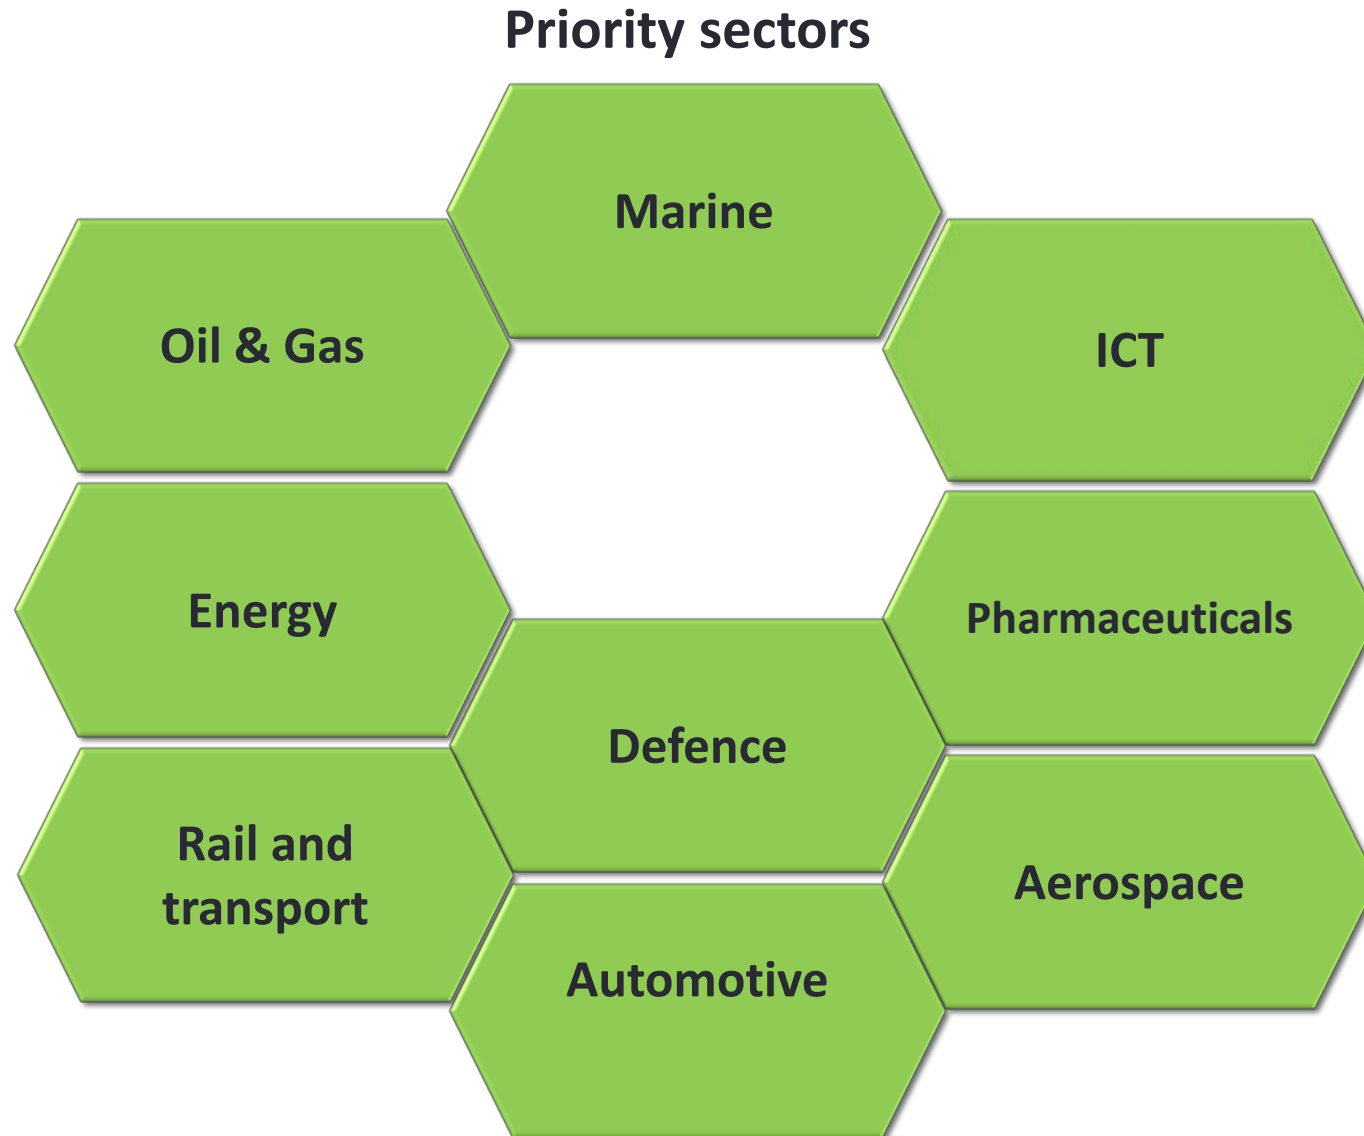 Priority sectors
Marine
Oil & Gas
ICT
Energy
Pharmaceuticals
Defence
Rail and
transport
Aerospace
Automotive